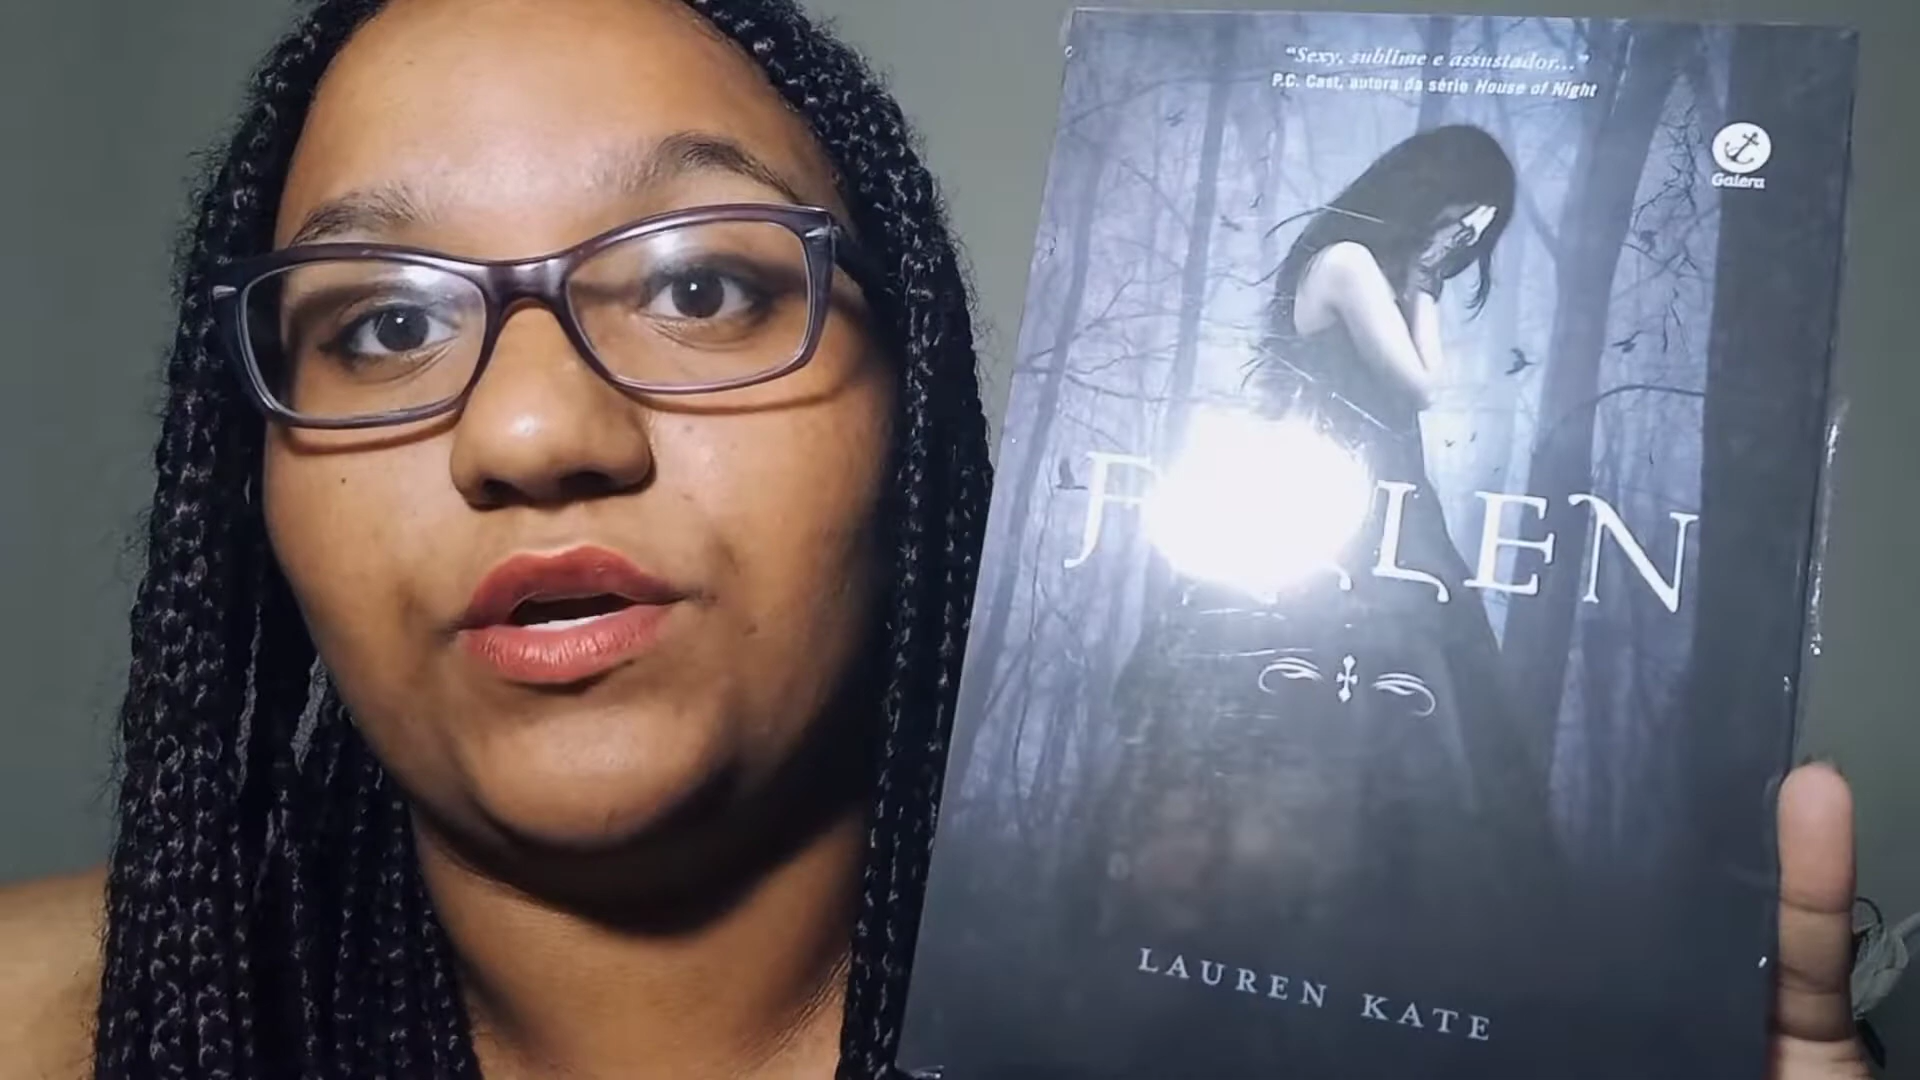 “Sexy, sublime e assustador...”
P.C. Cast, autora da série House of Night
Galera
LAUREN KATE